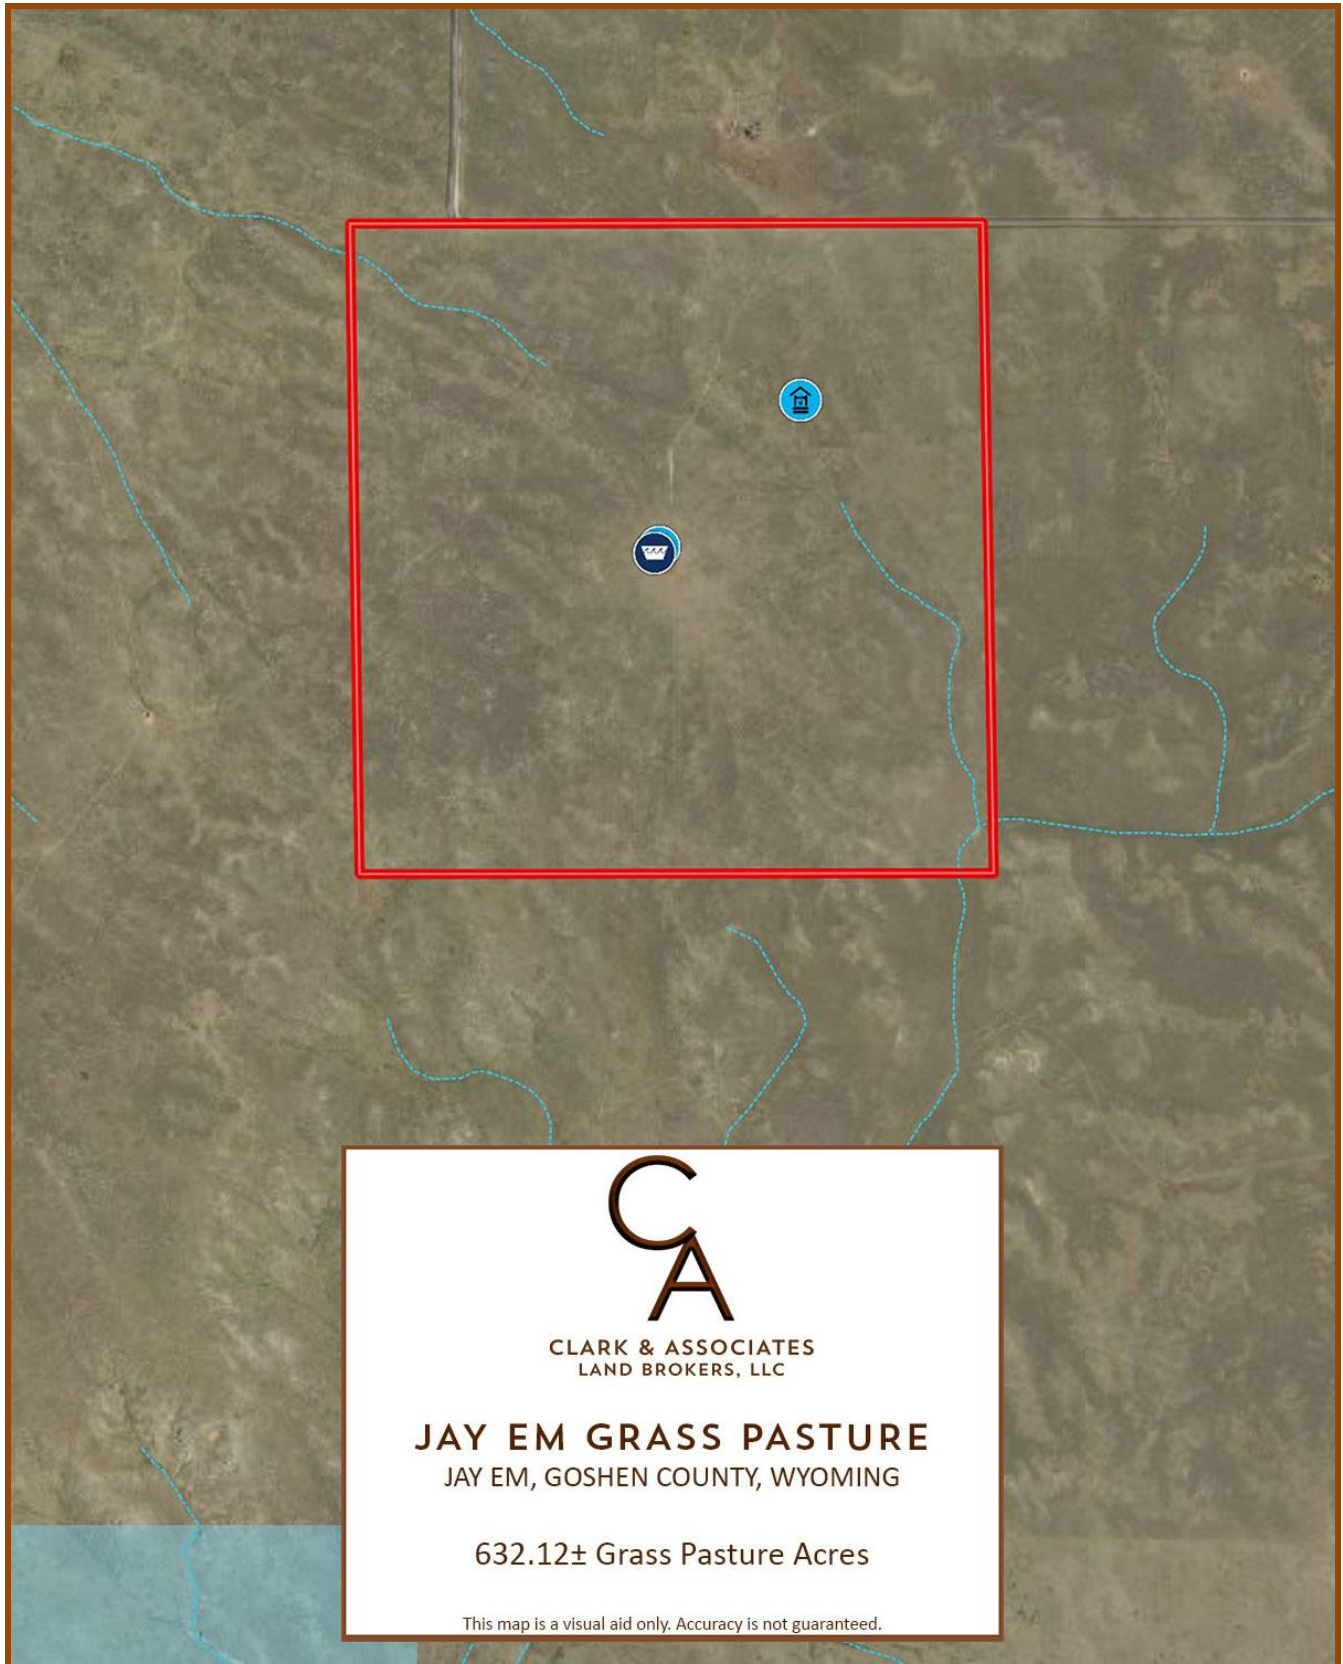 CA
CLARK & ASSOCIATES
LAND BROKERS, LLC
JAY EM GRASS PASTURE
JAY EM, GOSHEN COUNTY, WYOMING
632.12± Grass Pasture Acres
This map is a visual aid only. Accuracy is not guaranteed.